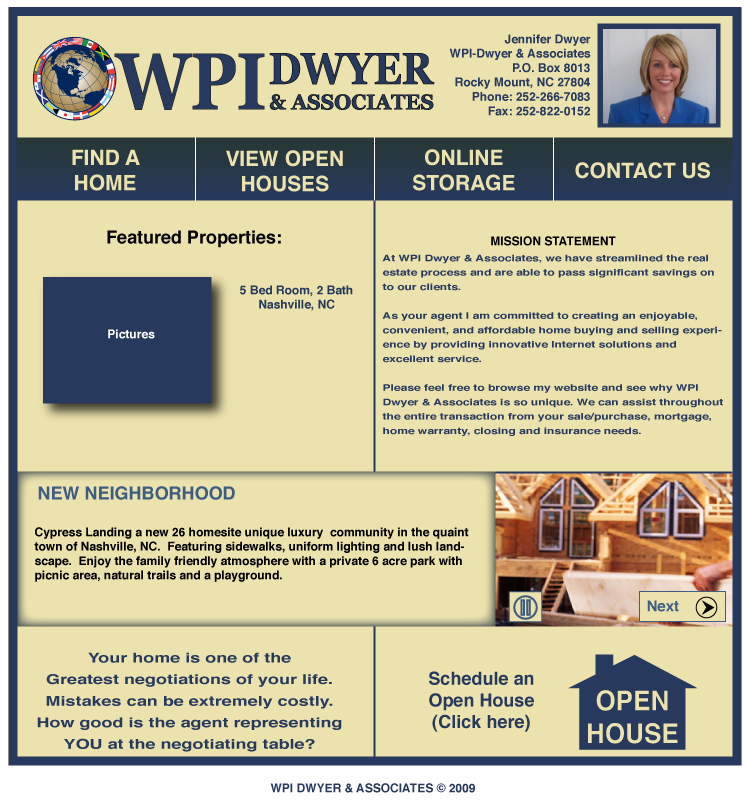 WPI DWYER
& ASSOCIATES
Jennifer Dwyer
WPI-Dwyer & Associates
P.O. Box 8013
Rocky Mount, NC 27804
Phone: 252-266-7083
Fax: 252-822-0152
FIND A
HOME
VIEW OPEN
HOUSES
ONLINE
STORAGE
CONTACT US
Featured Properties:
Pictures
5 Bed Room, 2 Bath
Nashville, NC
MISSION STATEMENT
At WPI Dwyer & Associates, we have streamlined the real
estate process and are able to pass significant savings on
to our clients.
As your agent I am committed to creating an enjoyable,
convenient, and affordable home buying and selling experi-
ence by providing innovative Internet solutions and
excellent service.
Please feel free to browse my website and see why WPI
Dwyer & Associates is so unique. We can assist throughout
the entire transaction from your sale/purchase, mortgage,
home warranty, closing and insurance needs.
NEW NEIGHBORHOOD
Cypress Landing a new 26 homesite unique luxury  community in the quaint
town of Nashville, NC.  Featuring sidewalks, uniform lighting and lush land-
scape.  Enjoy the family friendly atmosphere with a private 6 acre park with
picnic area, natural trails and a playground.
Next
Your home is one of the
Greatest negotiations of your life.
Mistakes can be extremely costly.
How good is the agent representing
YOU at the negotiating table?
Schedule an
Open House
(Click here)
OPEN
HOUSE
WPI DWYER & ASSOCIATES © 2009